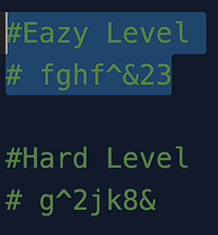 #Eazy Level
# fghf^&23
#Hard Level
# g^2jk8&